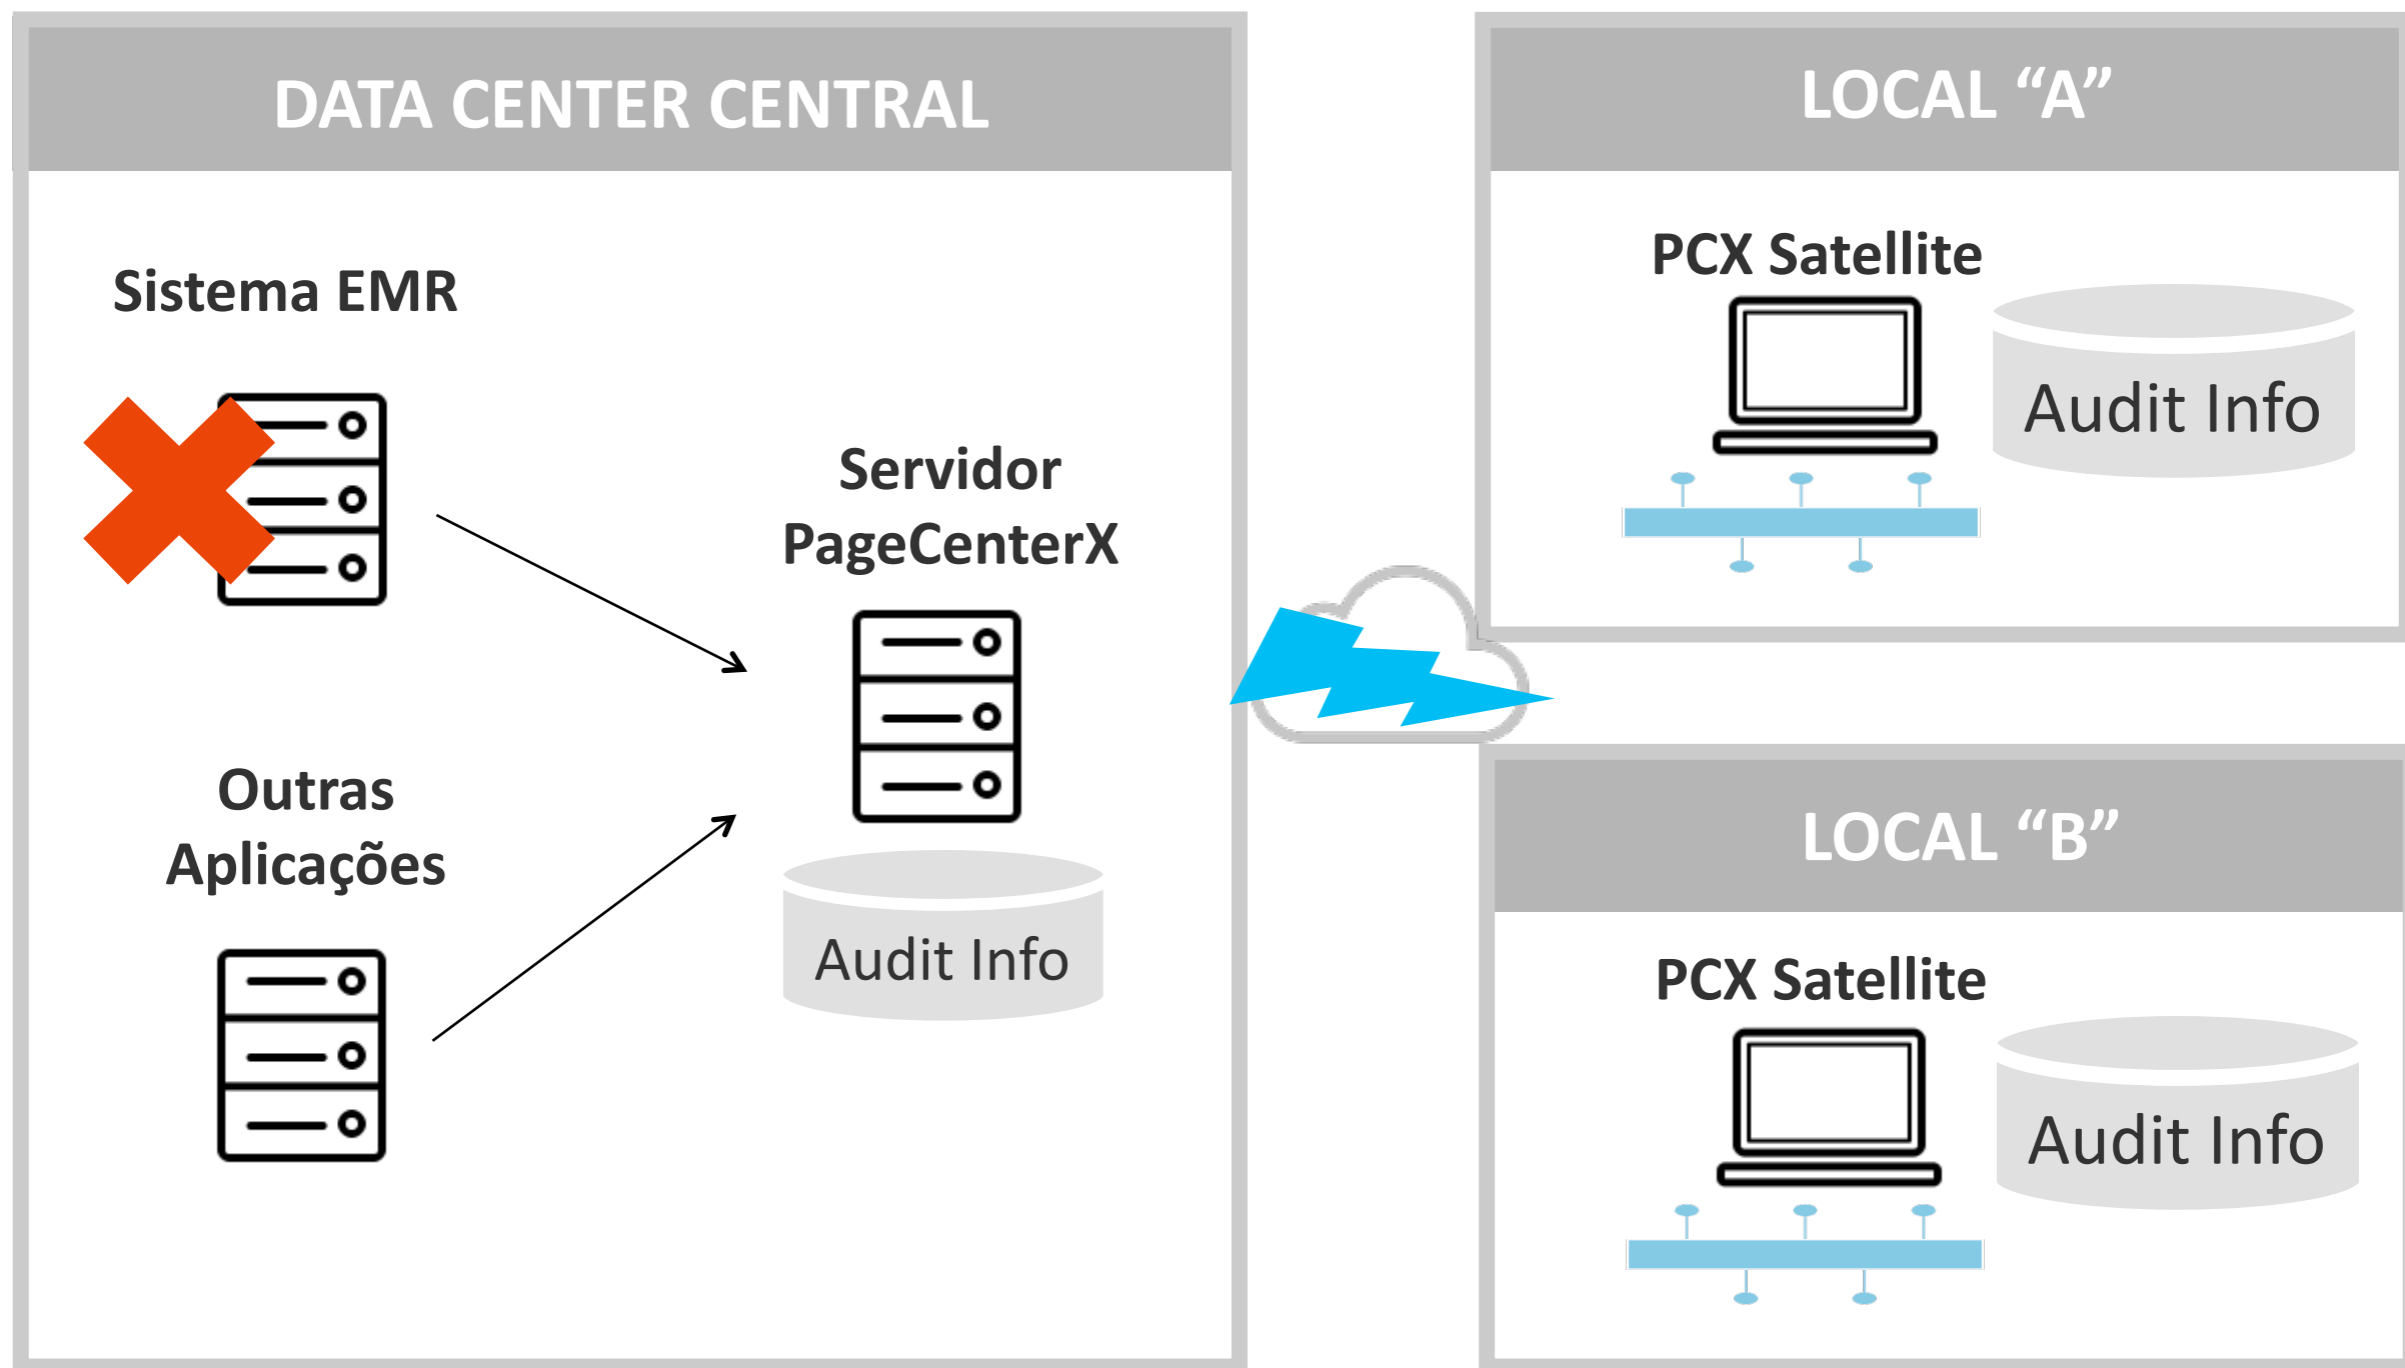 DATA CENTER CENTRAL
Sistema EMR
Servidor
PageCenterX
Outras
Aplicações
Audit Info
LOCAL “A”
PCX Satellite
Audit Info
LOCAL “B”
PCX Satellite
Audit Info